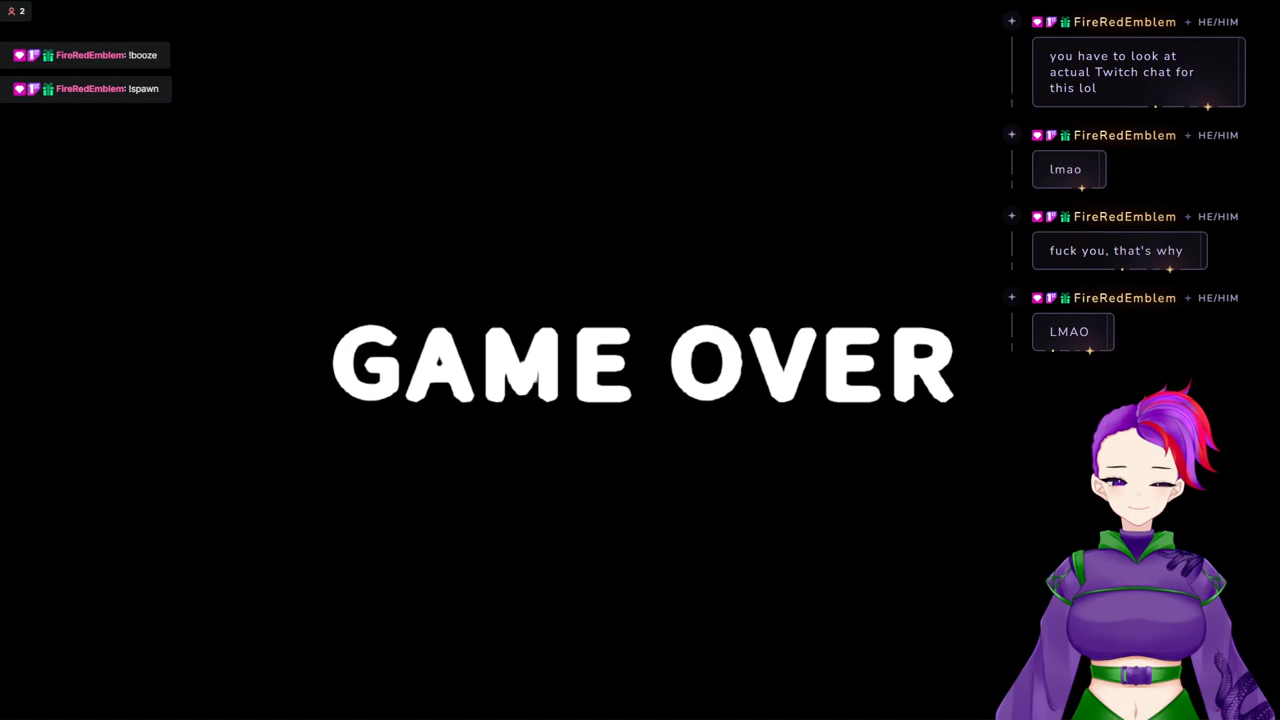 2
FireRedEmblem: !booze
FireRedEmblem: !spawn
GAME OVER
FireRedEmblem HE/HIM
you have to look at
actual Twitch chat for
this lol
FireRedEmblem HE/HIM
lmao
FireRedEmblem HE/HIM
fuck you, that's why
FireRedEmblem HE/HIM
LMAO